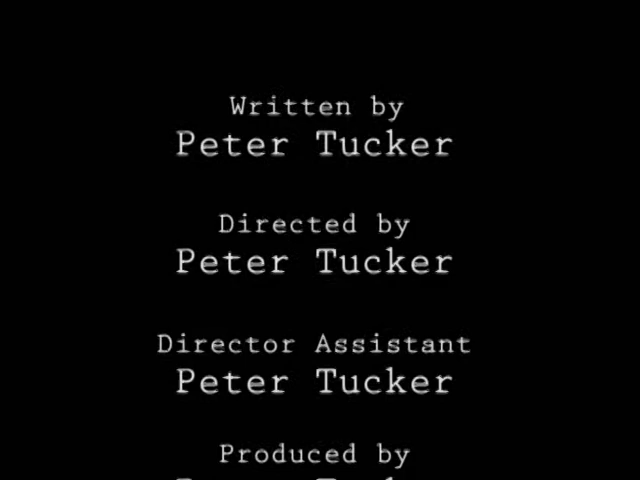 Written by
Peter Tucker
Directed by
Peter Tucker
Director Assistant
Peter Tucker
Produced by